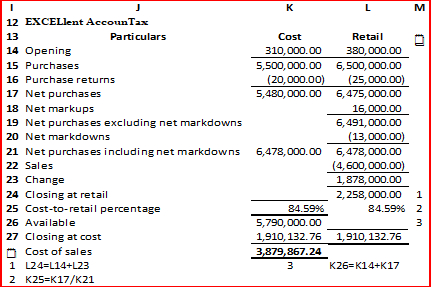 I J K L M
12 EXCELlent AccounTax
13 Particulars Cost Retail
14 Opening 310,000.00 380,000.00
15 Purchases 5,500,000.00 6,500,000.00
16 Purchase returns (20,000.00) (25,000.00)
17 Net purchases 5,480,000.00 6,475,000.00
18 Net markups 16,000.00
19 Net purchases excluding net markdowns 6,491,000.00
20 Net markdowns (13,000.00)
21 Net purchases including net markdowns 6,478,000.00 6,478,000.00
22 Sales (4,600,000.00)
23 Change 1,878,000.00
24 Closing at retail 2,258,000.00 1
25 Cost-to-retail percentage 84.59% 84.59% 2
26 Available 5,790,000.00 3
27 Closing at cost 1,910,132.76 1,910,132.76
Cost of sales 3,879,867.24
1 L24=L14+L23 3 K26=K14+K17
2 K25=K17/K21